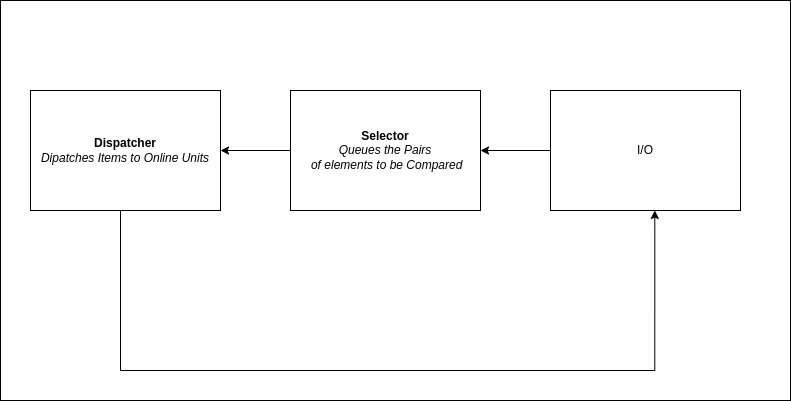 Dispatcher
Dipatches Items to Online Units
Selector
Queues the Pairs
of elements to be Compared
I/O